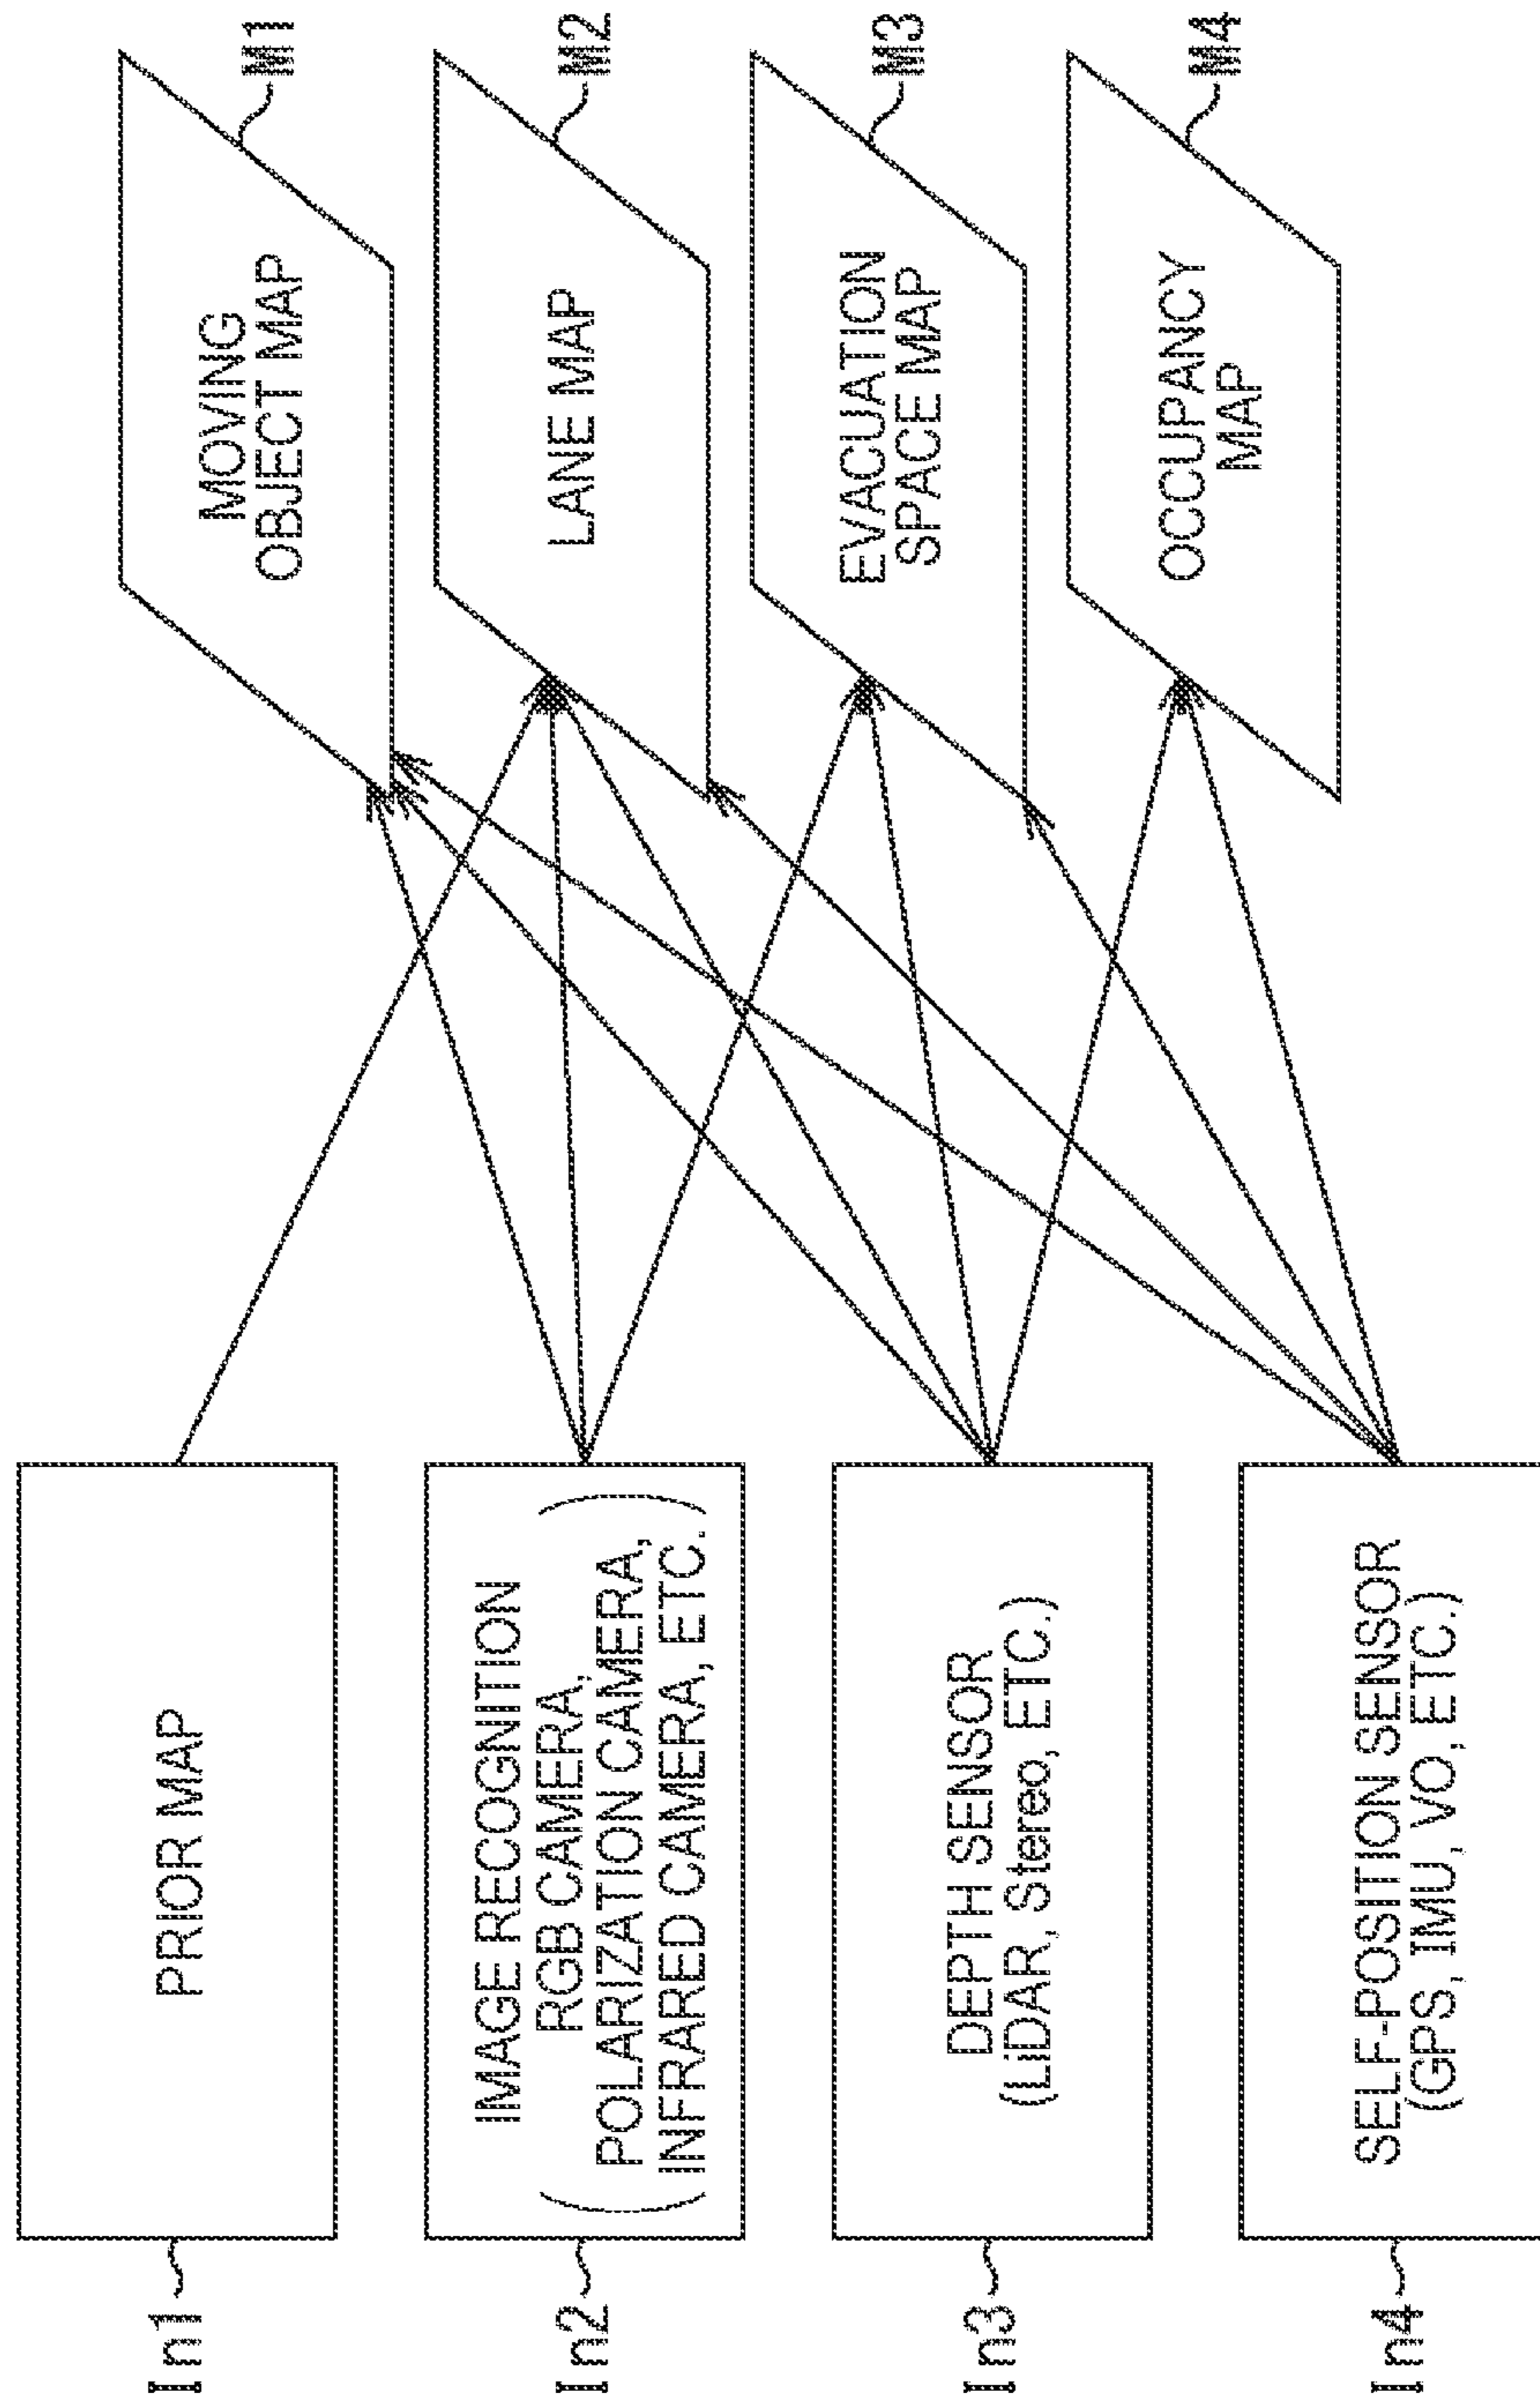 In1
PRIOR MAP
In2
IMAGE RECOGNITION
RGB CAMERA,
(POLARIZATION CAMERA,)
INFRARED CAMERA, ETC.
In3
DEPTH SENSOR
(LiDAR, Stereo, ETC.)
In4
SELF-POSITION SENSOR
(GPS, IMU, VO, ETC.)
MOVING
OBJECT MAP
M1
LANE MAP
M2
EVACUATION
SPACE MAP
M3
OCCUPANCY
MAP
M4